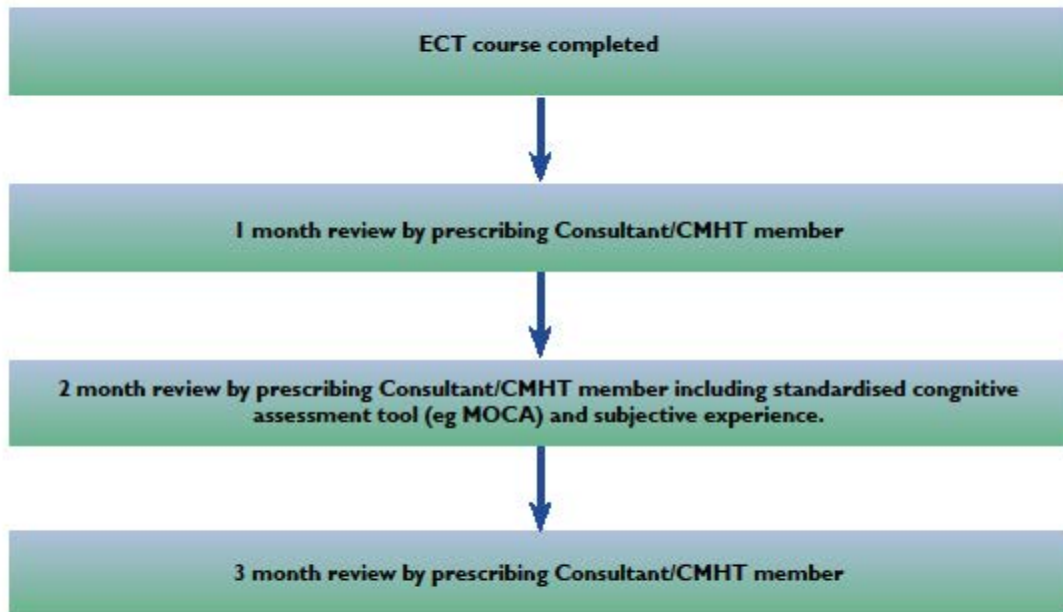 ECT course completed
1 month review by prescribing Consultant/CMHT member
2 month review by prescribing Consultant/CMHT member including standardised congnitive
assessment tool (eg MOCA) and subjective experience.
3 month review by prescribing Consultant/CMHT member